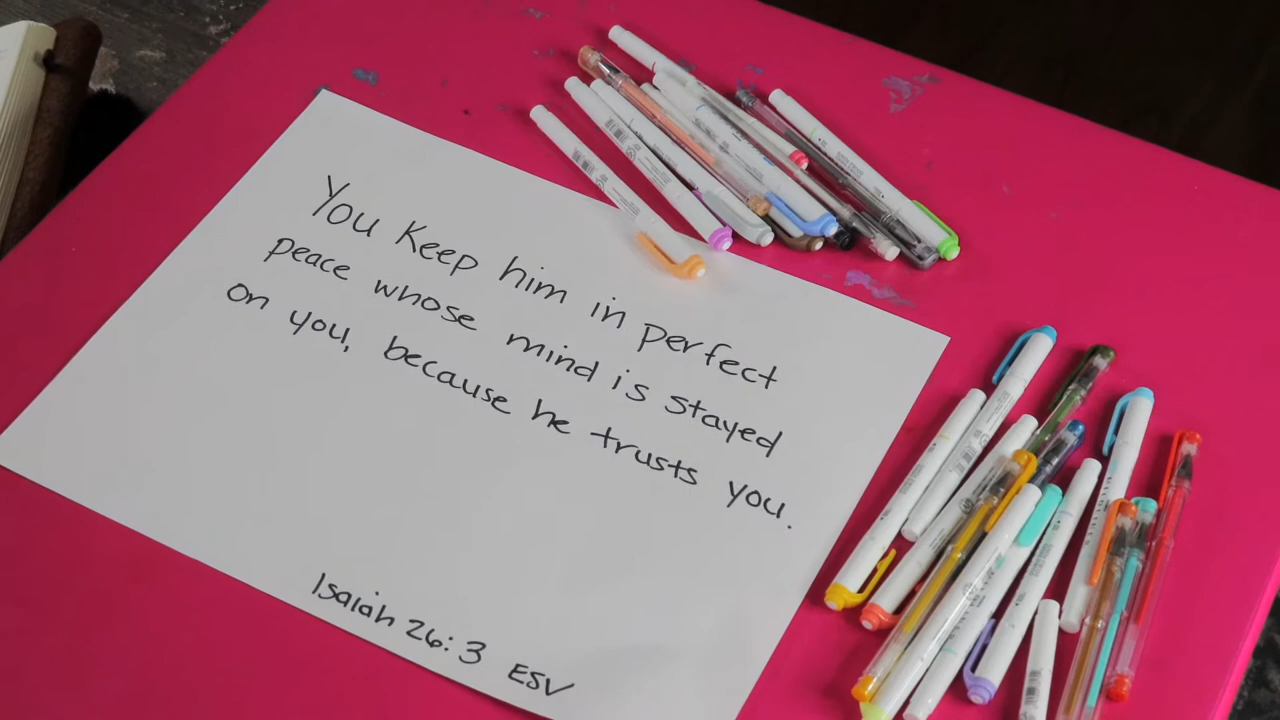 You Keep him in perfect
peace whose mind is stayed
on you, because he trusts you.
Isaiah 26:3 ESV